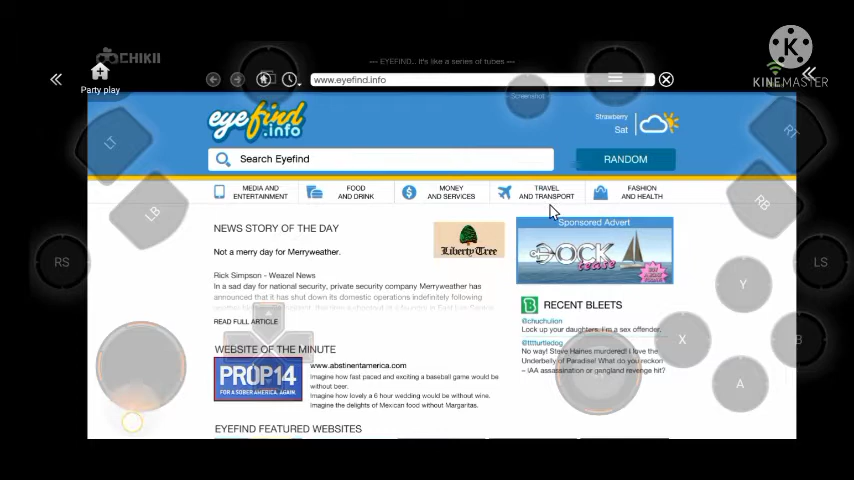 CHIKII
--- EYEFIND.. It's like a series of tubes ---
K
KINEMASTER
Party play
www.eyefind.info
Screenshot
eyefind
.info
Strawberry
Sat
Search Eyefind
RANDOM
LT
RT
MEDIA AND
ENTERTAINMENT
FOOD
AND DRINK
MONEY
AND SERVICES
TRAVEL
AND TRANSPORT
FASHION
AND HEALTH
LB
RB
NEWS STORY OF THE DAY
Sponsored Advert
Not a merry day for Merryweather.
Liberty Tree
DOCK
tease
RS
LS
Rick Simpson - Weazel News
In a sad day for national security, private security company Merryweather has
announced that it has shut down its domestic operations indefinitely following
READ FULL ARTICLE
Y
RECENT BLEETS
@chuchulion
Lock up your daughters. I'm a sex offender.
@tttturtledog
No way! Steve Haines murdered! I love the
Underbelly of Paradise! What do you reckon
- IAA assassination or gangland revenge hit?
X
B
A
WEBSITE OF THE MINUTE
PROP14
FOR A SOBER AMERICA, AGAIN.
www.abstinentamerica.com
Imagine how fast paced and exciting a baseball game would be
without beer.
Imagine how lovely a 6 hour wedding would be without wine.
Imagine the delights of Mexican food without Margaritas.
EYEFIND FEATURED WEBSITES